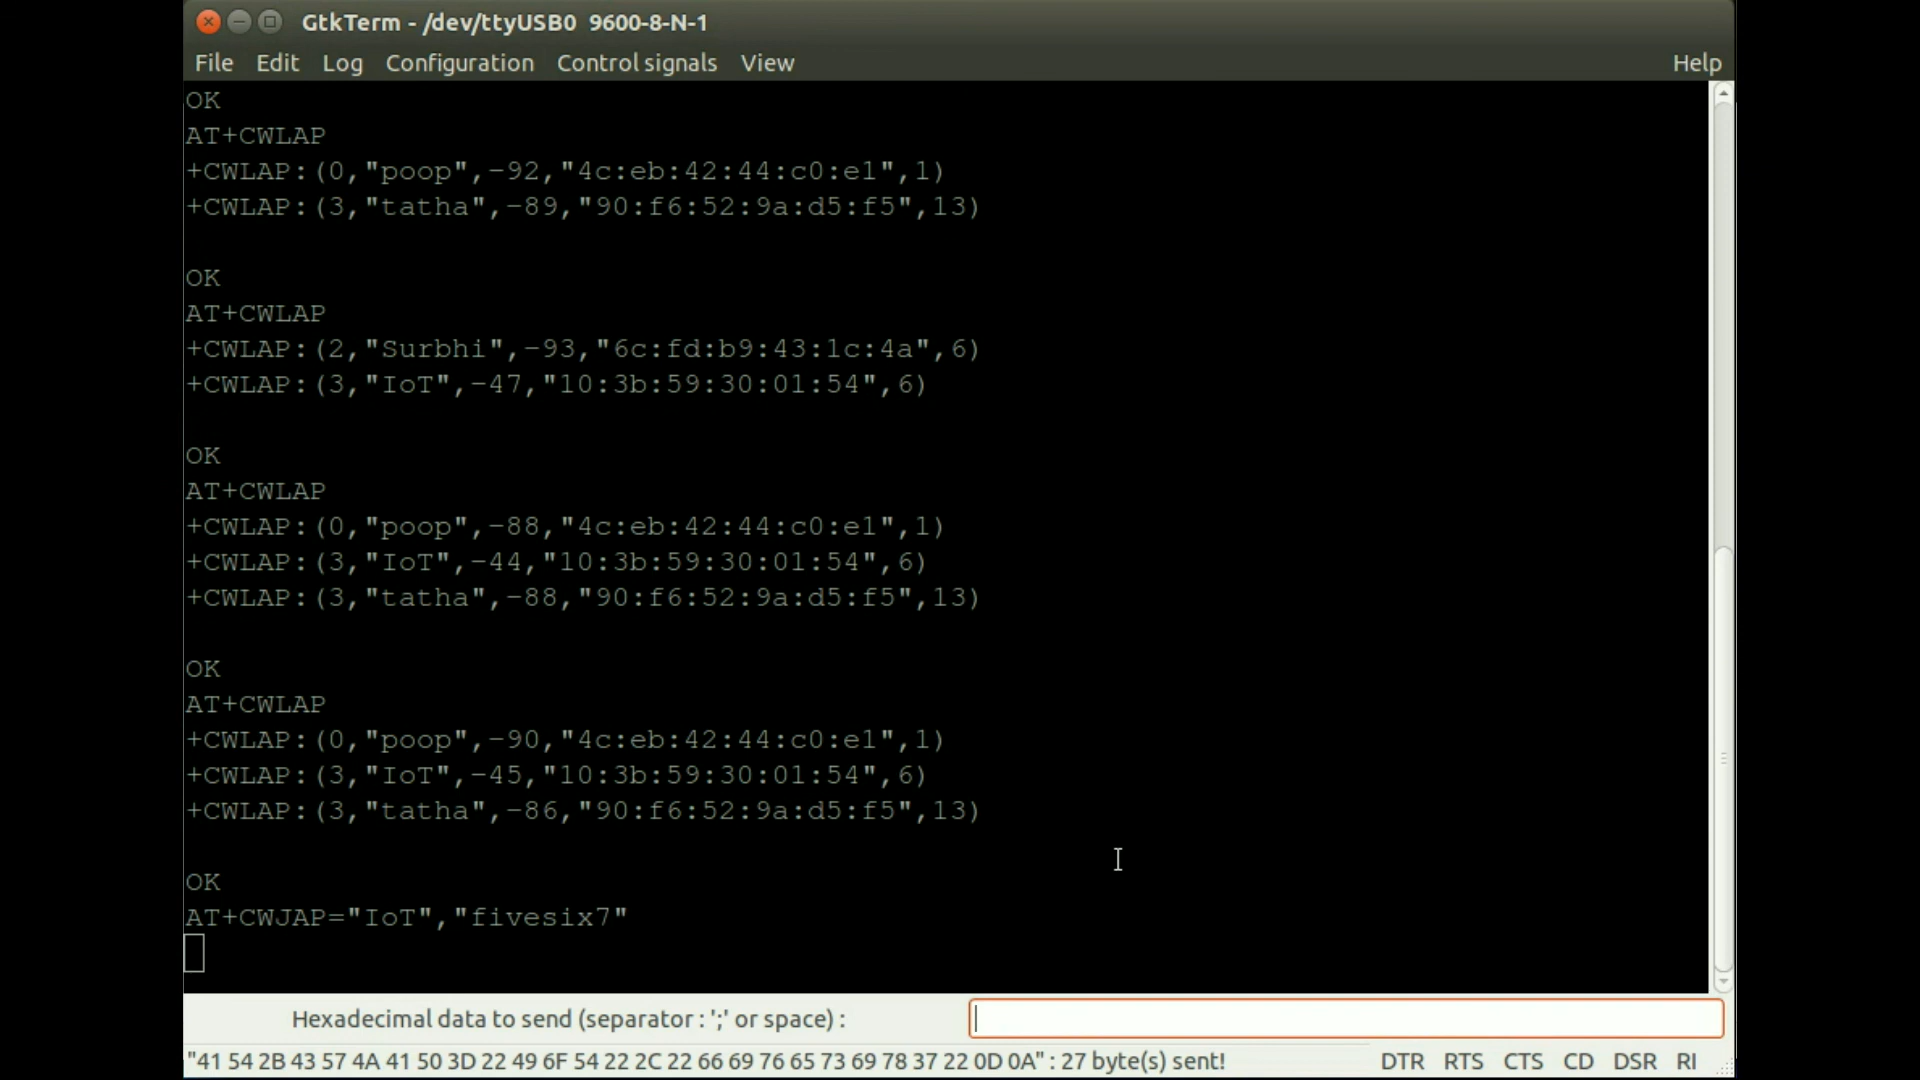 GtkTerm - /dev/ttyUSB0 9600-8-N-1
File Edit Log Configuration Control signals View Help
OK
AT+CWLAP
+CWLAP:(0,"poop",-92,"4c:eb:42:44:c0:e1",1)
+CWLAP:(3,"tatha",-89,"90:f6:52:9a:d5:f5",13)
OK
AT+CWLAP
+CWLAP:(2,"Surbhi",-93,"6c:fd:b9:43:1c:4a",6)
+CWLAP:(3,"IoT",-47,"10:3b:59:30:01:54",6)
OK
AT+CWLAP
+CWLAP:(0,"poop",-88,"4c:eb:42:44:c0:e1",1)
+CWLAP:(3,"IoT",-44,"10:3b:59:30:01:54",6)
+CWLAP:(3,"tatha",-88,"90:f6:52:9a:d5:f5",13)
OK
AT+CWLAP
+CWLAP:(0,"poop",-90,"4c:eb:42:44:c0:e1",1)
+CWLAP:(3,"IoT",-45,"10:3b:59:30:01:54",6)
+CWLAP:(3,"tatha",-86,"90:f6:52:9a:d5:f5",13)
OK
AT+CWJAP="IoT","fivesix7"
Hexadecimal data to send (separator : ';' or space) :
"41 54 2B 43 57 4A 41 50 3D 22 49 6F 54 22 2C 22 66 69 76 65 73 69 78 37 22 0D 0A" : 27 byte(s) sent! DTR RTS CTS CD DSR RI